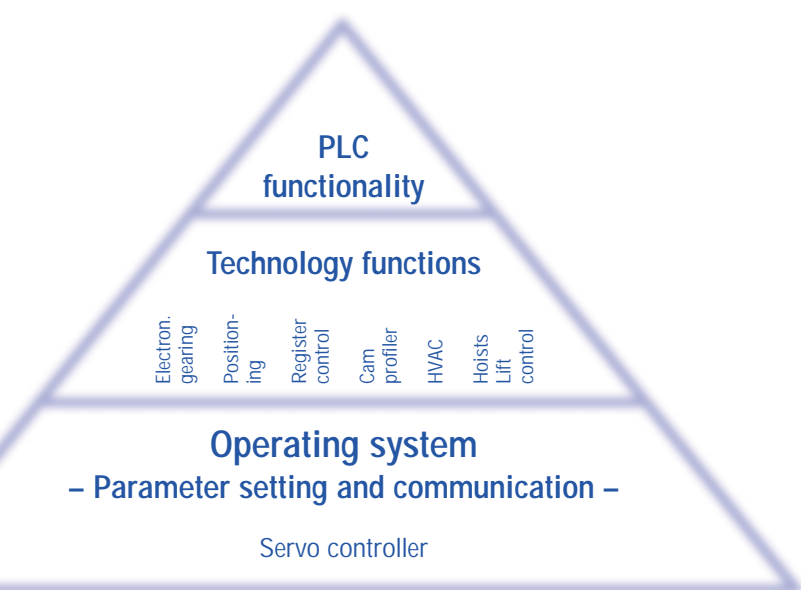 PLC
functionality
Technology functions
Electron.
gearing
Position-
ing
Register
control
Cam
profiler
HVAC
Hoists
Lift
control
Operating system
– Parameter setting and communication –
Servo controller